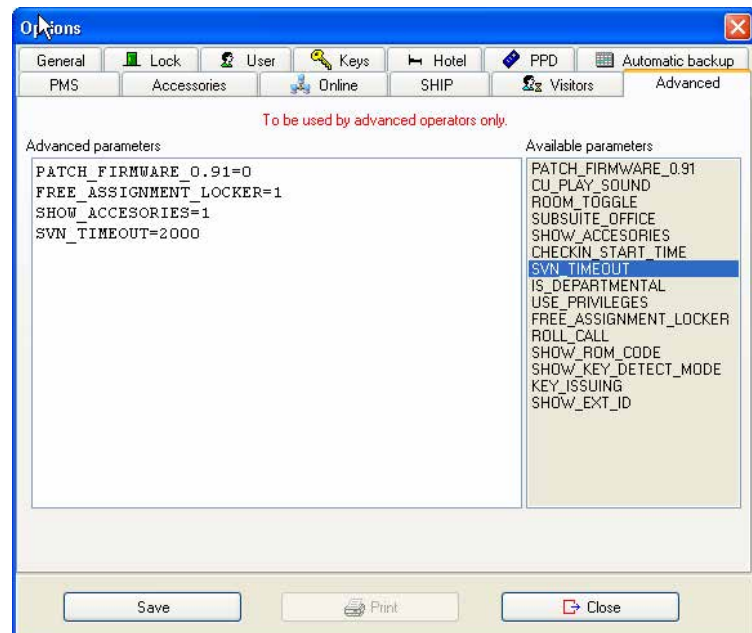 Options
General
Lock
User
Keys
Hotel
PPD
Automatic backup
PMS
Accessories
Online
SHIP
Visitors
Advanced
To be used by advanced operators only.
Advanced parameters
PATCH_FIRMWARE_0.91=0
FREE_ASSIGNMENT_LOCKER=1
SHOW_ACCESORIES=1
SVN_TIMEOUT=2000
Available parameters
PATCH_FIRMWARE_0.91
CU_PLAY_SOUND
ROOM_TOGGLE
SUBSUITE_OFFICE
SHOW_ACCESORIES
CHECKIN_START_TIME
SVN_TIMEOUT
IS_DEPARTMENTAL
USE_PRIVILEGES
FREE_ASSIGNMENT_LOCKER
ROLL_CALL
SHOW_ROM_CODE
SHOW_KEY_DETECT_MODE
KEY_ISSUING
SHOW_EXT_ID
Save
Print
Close